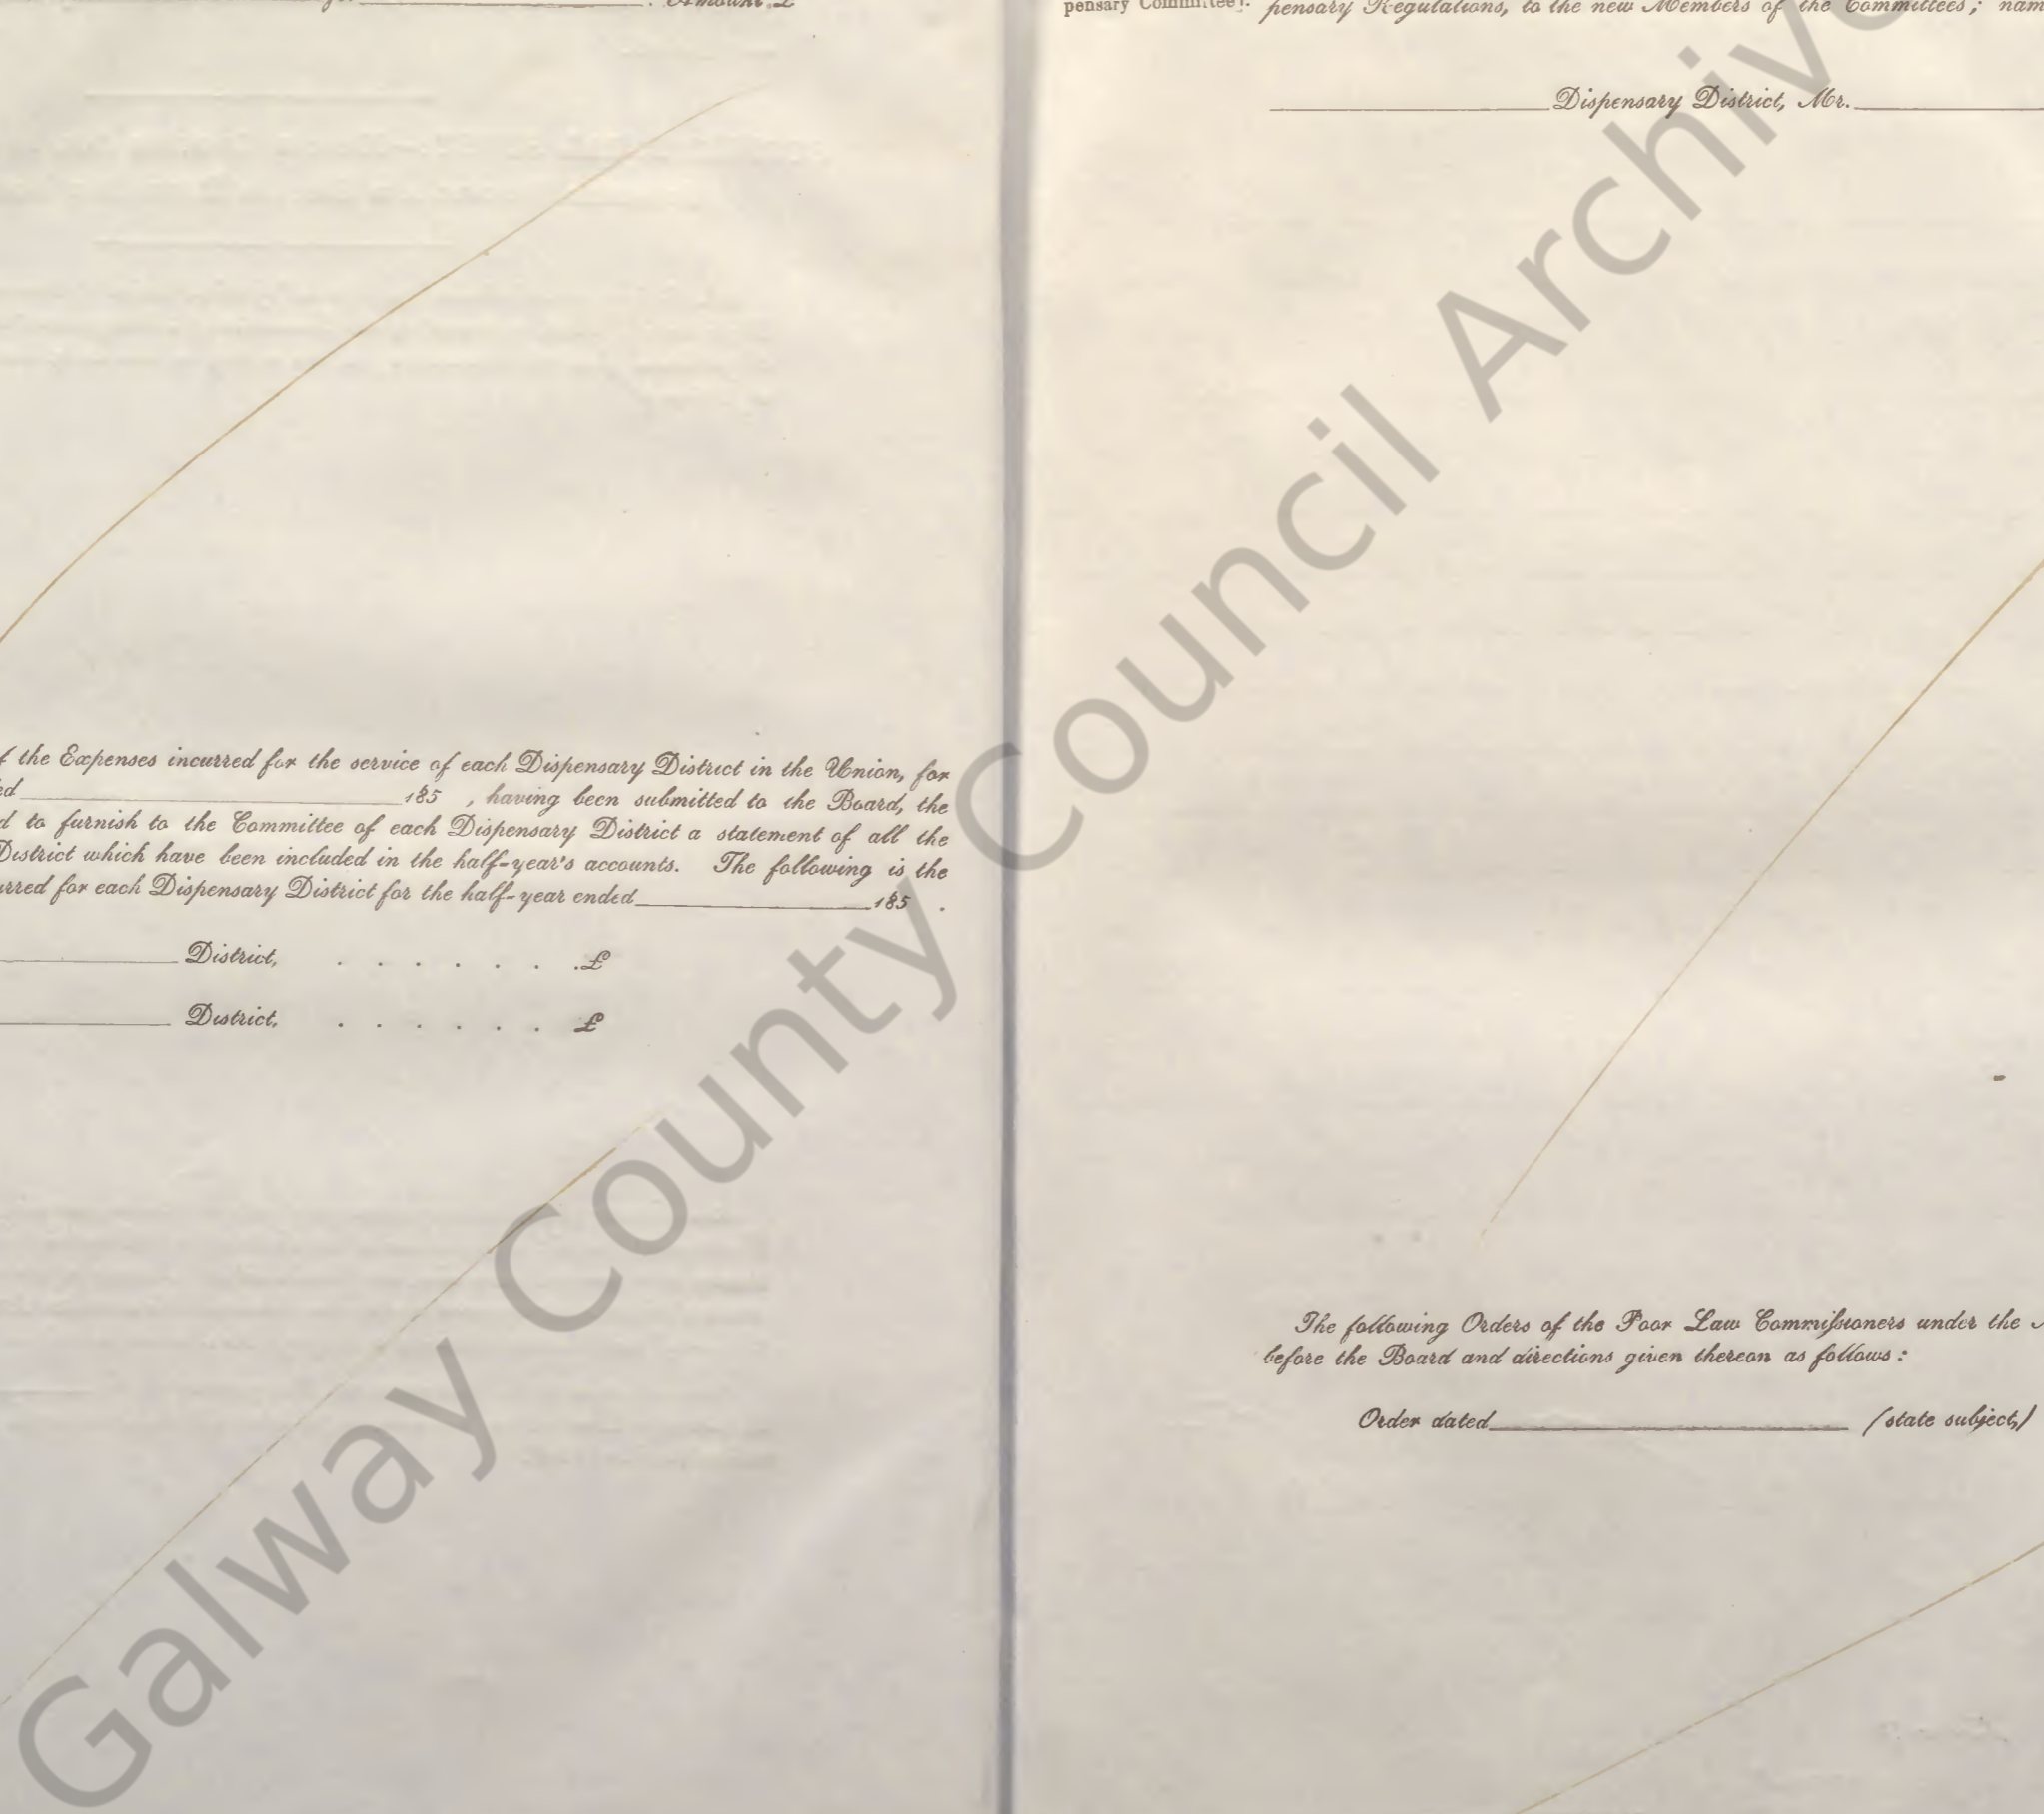 Amount £
f the Expenses incurred for the service of each Dispensary District in the Union, for
ed 185 , having been submitted to the Board, the
d to furnish to the Committee of each Dispensary District a statement of all the
District which have been included in the half-year's accounts. The following is the
urred for each Dispensary District for the half-year ended 185 .
District, . . . . . . . £
District, . . . . . . £
pensary Committee]. pensary Regulations, to the new Members of the Committees; nam
Dispensary District, Mr.
The following Orders of the Poor Law Commissioners under the
before the Board and directions given thereon as follows:
Order dated (state subject,)
Galway County Council Archive